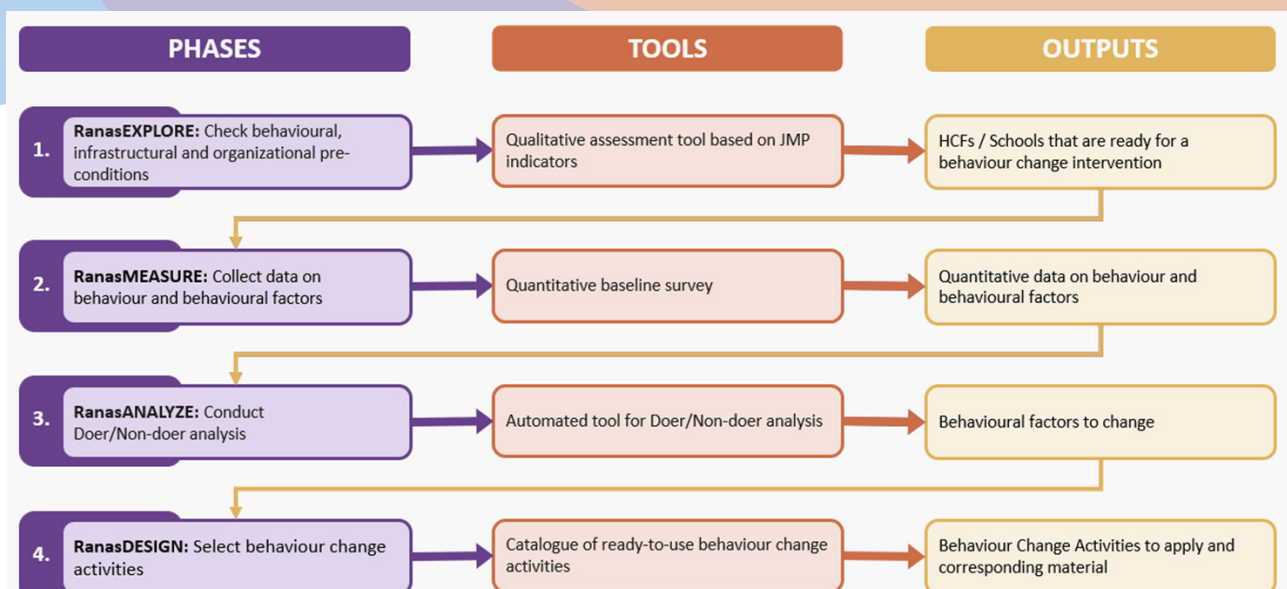 PHASES
TOOLS
OUTPUTS
1.
RanasEXPLORE: Check behavioural,
infrastructural and organizational pre-
conditions
Qualitative assessment tool based on JMP
indicators
HCFs / Schools that are ready for a
behaviour change intervention
2.
RanasMEASURE: Collect data on
behaviour and behavioural factors
Quantitative baseline survey
Quantitative data on behaviour and
behavioural factors
3.
RanasANALYZE: Conduct
Doer/Non-doer analysis
Automated tool for Doer/Non-doer analysis
Behavioural factors to change
4.
RanasDESIGN: Select behaviour change
activities
Catalogue of ready-to-use behaviour change
activities
Behaviour Change Activities to apply and
corresponding material